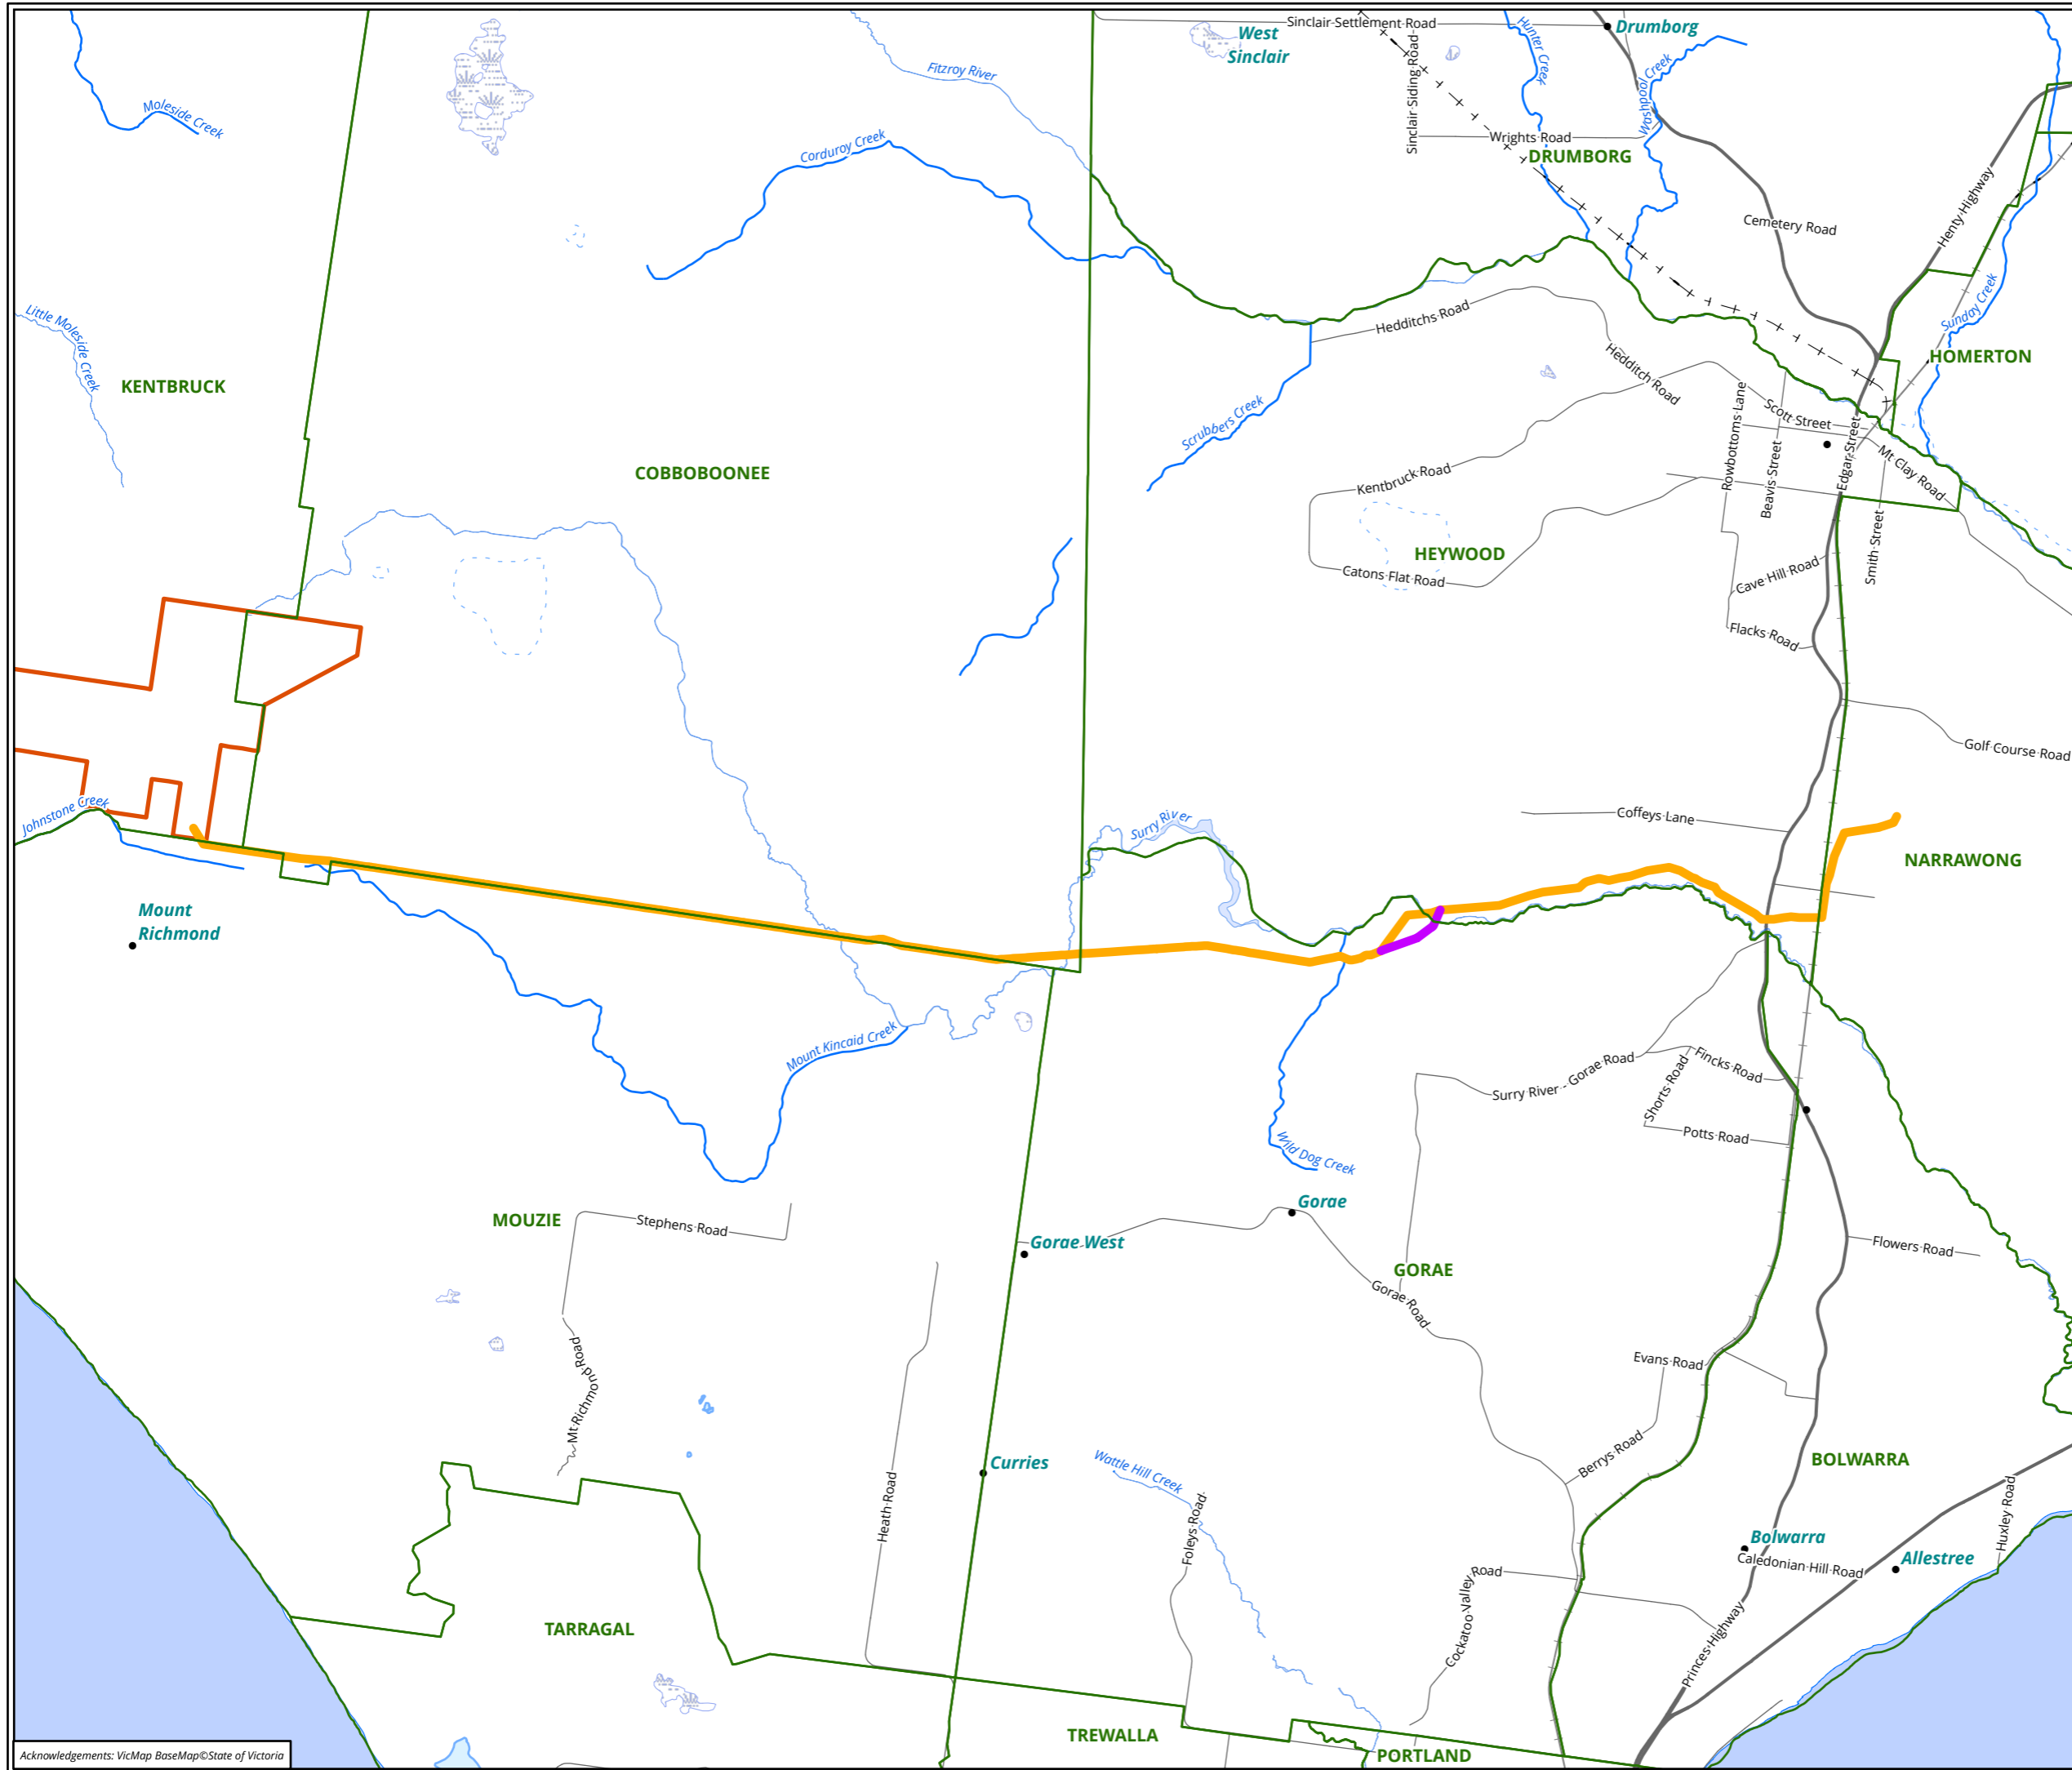 Sinclair Settlement Road
Drumborg
West
Sinclair
Hunter Creek
Sinclair Siding Road
Washpool Creek
Fitzroy River
Moleside Creek
Corduroy Creek
Wrights Road
DRUMBORG
Cemetery Road
Henty Highway
Sunday Creek
Little Moleside Creek
Hedditchs Road
Hedditch Road
HOMERTON
KENTBRUCK
Scrubbers Creek
Rowbottoms Lane
Scott Street
Beavis Street
Edgar Street
Mt Clay Road
COBBOBOONEE
Kentbruck Road
HEYWOOD
Catons Flat Road
Smith Street
Cave Hill Road
Flacks Road
Golf Course Road
Johnstone Creek
Surry River
Coffeys Lane
NARRAWONG
Mount
Richmond
Mount Kincaid Creek
Surry River - Gorae Road
Fincks Road
Shorts Road
Potts Road
Wild Dog Creek
Gorae
MOUZIE
Stephens Road
Gorae West
Flowers Road
GORAE
Gorae Road
Mt Richmond Road
Evans Road
Berrys Road
BOLWARRA
Curries
Wattle Hill Creek
Heath Road
Foleys Road
Huxley Road
Bolwarra
Allestree
Caledonian Hill Road
Cockatoo Valley Road
TARRAGAL
Princes Highway
TREWALLA
PORTLAND
Acknowledgements: VicMap BaseMap©State of Victoria